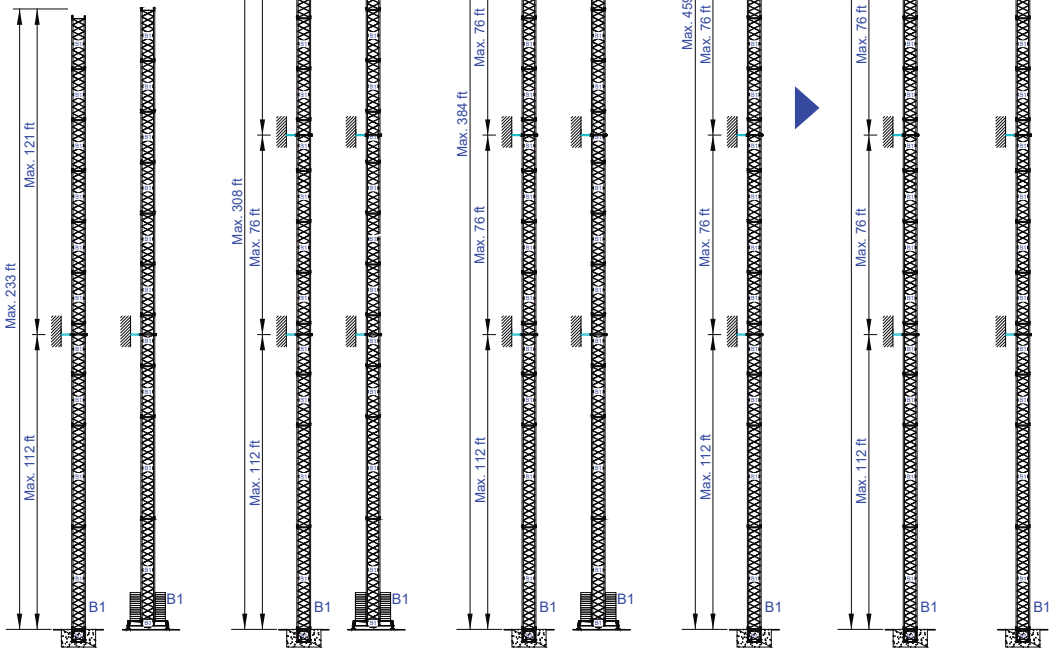 Max. 233 ft
Max. 121 ft
Max. 112 ft
B1
B1
Max. 308 ft
Max. 76 ft
Max. 112 ft
B1
B1
Max. 384 ft
Max. 76 ft
Max. 76 ft
Max. 112 ft
B1
B1
Max. 459
Max. 76 ft
Max. 76 ft
Max. 112 ft
B1
Max. 76 ft
Max. 76 ft
Max. 112 ft
B1
B1